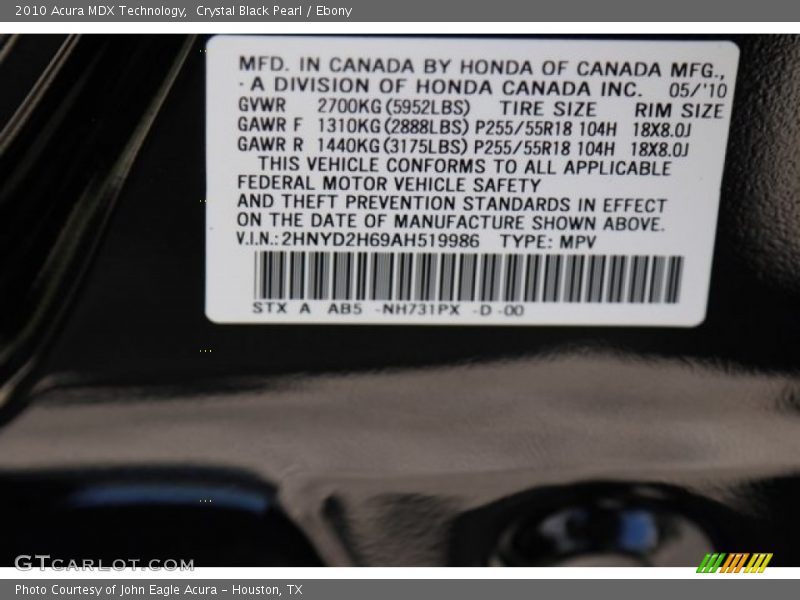 2010 Acura MDX Technology,  Crystal Black Pearl / Ebony
MFD. IN CANADA BY HONDA OF CANADA MFG.,
- A DIVISION OF HONDA CANADA INC. 05/'10
GVWR 2700KG(5952LBS) TIRE SIZE RIM SIZE
GAWR F 1310KG(2888LBS) P255/55R18 104H 18X8.0J
GAWR R 1440KG(3175LBS) P255/55R18 104H 18X8.0J
THIS VEHICLE CONFORMS TO ALL APPLICABLE
FEDERAL MOTOR VEHICLE SAFETY
AND THEFT PREVENTION STANDARDS IN EFFECT
ON THE DATE OF MANUFACTURE SHOWN ABOVE.
V.I.N.: 2HNYD2H69AH519986 TYPE: MPV
STX A AB5 -NH731PX -D -00
GTCARLOT.COM
Photo Courtesy of John Eagle Acura - Houston, TX